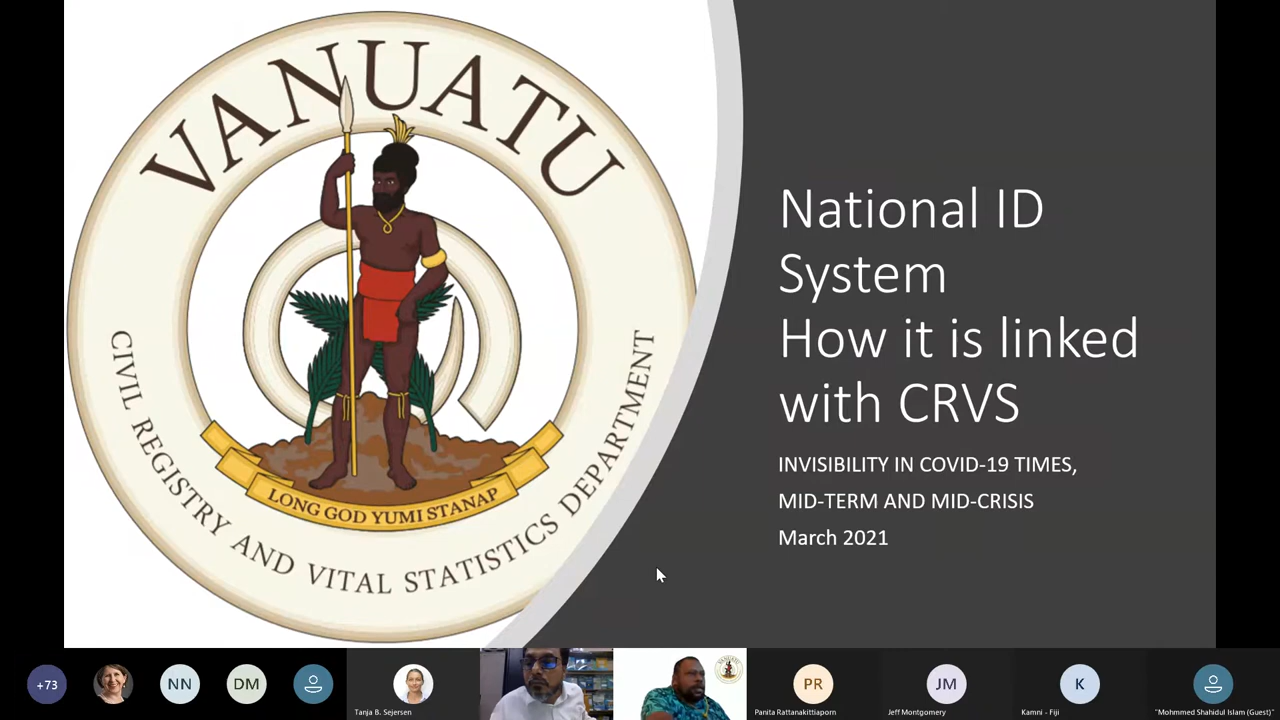 VANUATU
CIVIL REGISTRY AND VITAL STATISTICS DEPARTMENT
LONG GOD YUMI STANAP
National ID
System
How it is linked
with CRVS
INVISIBILITY IN COVID-19 TIMES,
MID-TERM AND MID-CRISIS
March 2021
+73
NN
DM
Tanja B. Sejersen
PR
Panita Rattanakittiaporn
JM
Jeff Montgomery
K
Kamni - Fiji
"Mohmmed Shahidul Islam (Guest)"